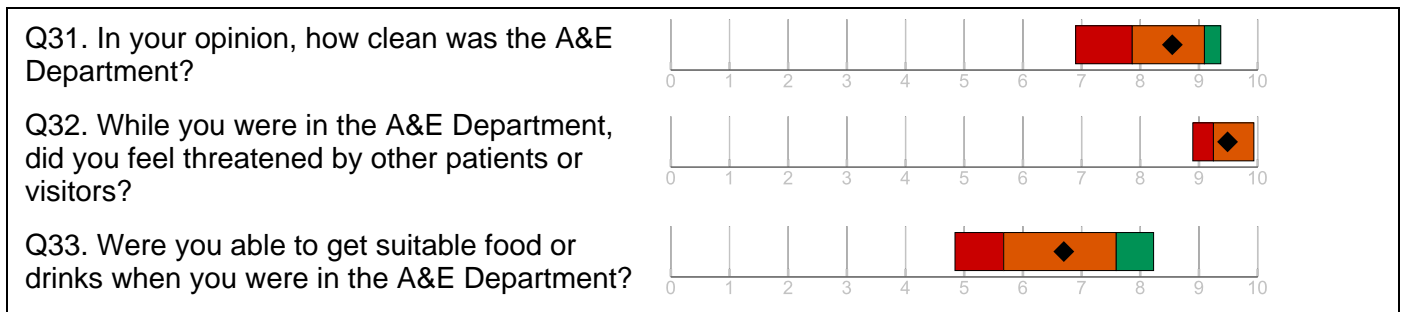 Q31. In your opinion, how clean was the A&E
Department?
0 1 2 3 4 5 6 7 8 9 10
Q32. While you were in the A&E Department,
did you feel threatened by other patients or
visitors?
0 1 2 3 4 5 6 7 8 9 10
Q33. Were you able to get suitable food or
drinks when you were in the A&E Department?
0 1 2 3 4 5 6 7 8 9 10